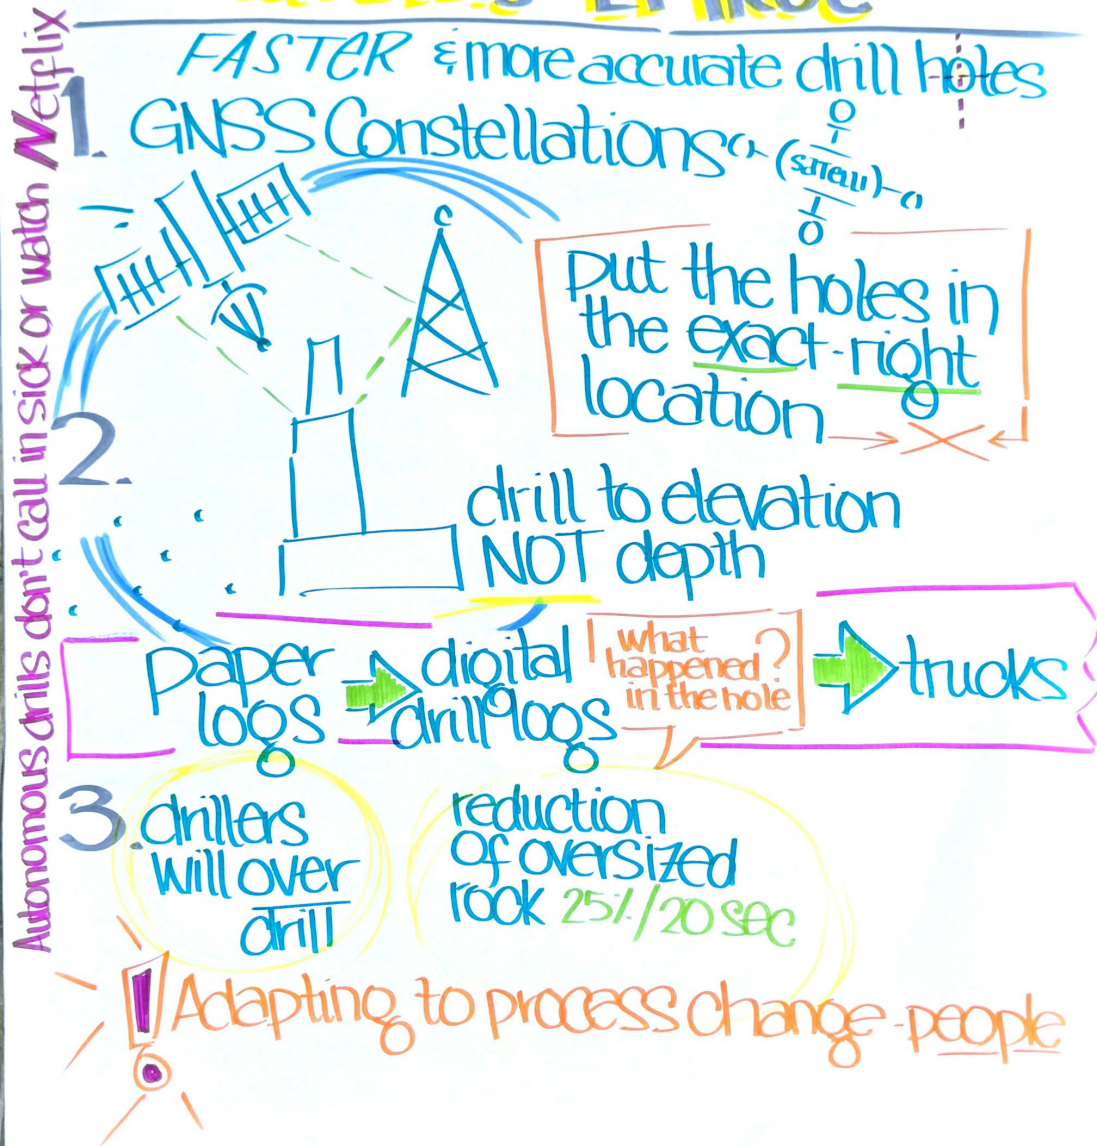 FASTER & more accurate drill holes
1. GNSS Constellations
put the holes in
the exact-right
location
2.
drill to elevation
NOT depth
paper
logs
digital
drill logs
what
happened?
in the hole
trucks
3. drillers
will over
drill
reduction
of oversized
rock 25%/20 sec
! Adapting to process change-people
Autonomous drills don't call in sick or watch Netflix